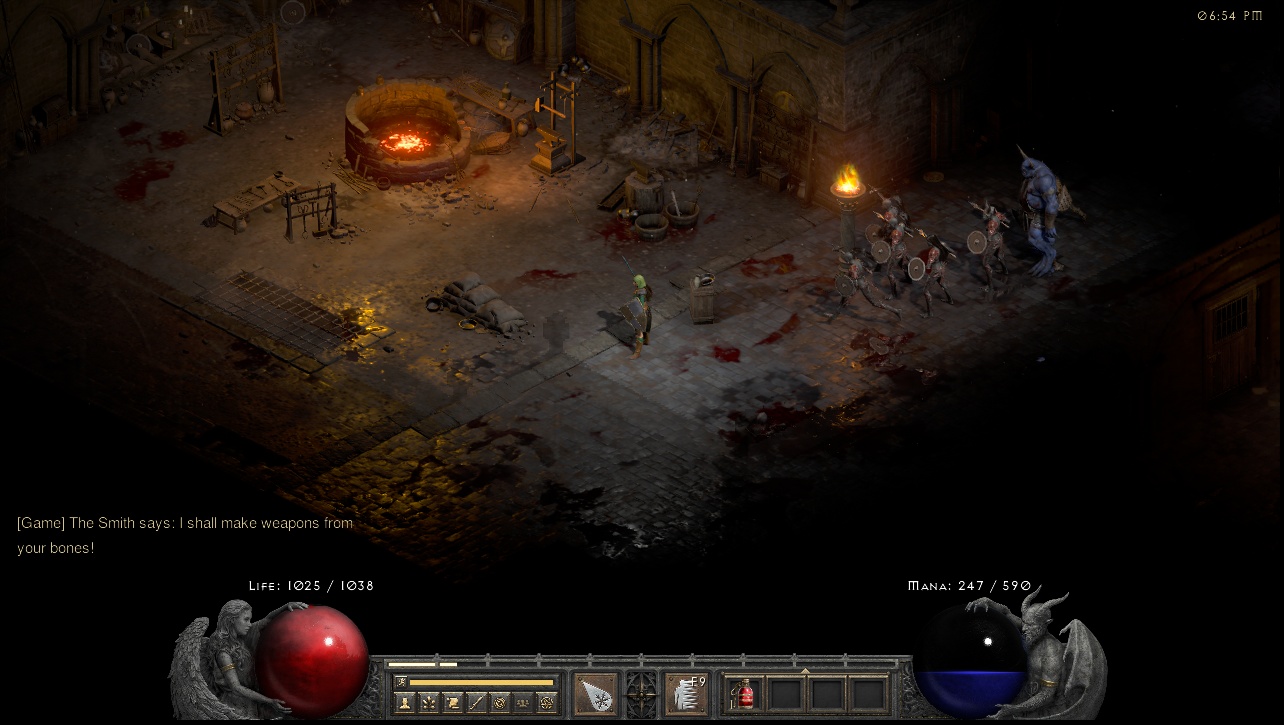 06:54 PM
[Game] The Smith says: I shall make weapons from
your bones!
Life: 1025 / 1038
Mana: 247 / 590
F9